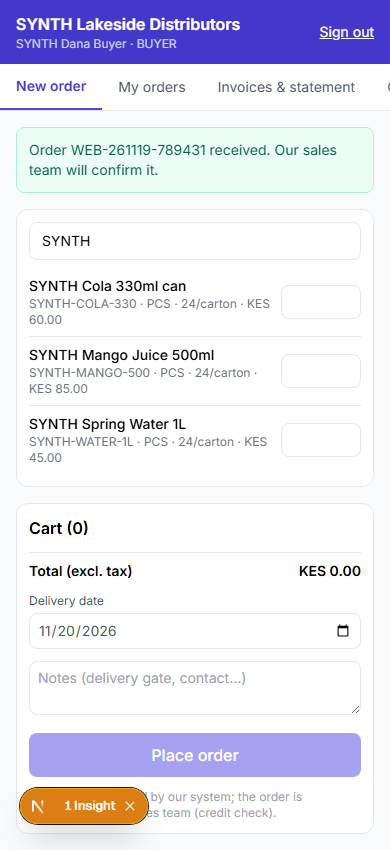 SYNTH Lakeside Distributors
SYNTH Dana Buyer · BUYER
Sign out
New order
My orders
Invoices & statement
Order WEB-261119-789431 received. Our sales
team will confirm it.
SYNTH
SYNTH Cola 330ml can
SYNTH-COLA-330 · PCS · 24/carton · KES
60.00
SYNTH Mango Juice 500ml
SYNTH-MANGO-500 · PCS · 24/carton ·
KES 85.00
SYNTH Spring Water 1L
SYNTH-WATER-1L · PCS · 24/carton · KES
45.00
Cart (0)
Total (excl. tax)
KES 0.00
Delivery date
11/20/2026
Notes (delivery gate, contact...)
Place order
by our system; the order is
team (credit check).
N
1 Insight